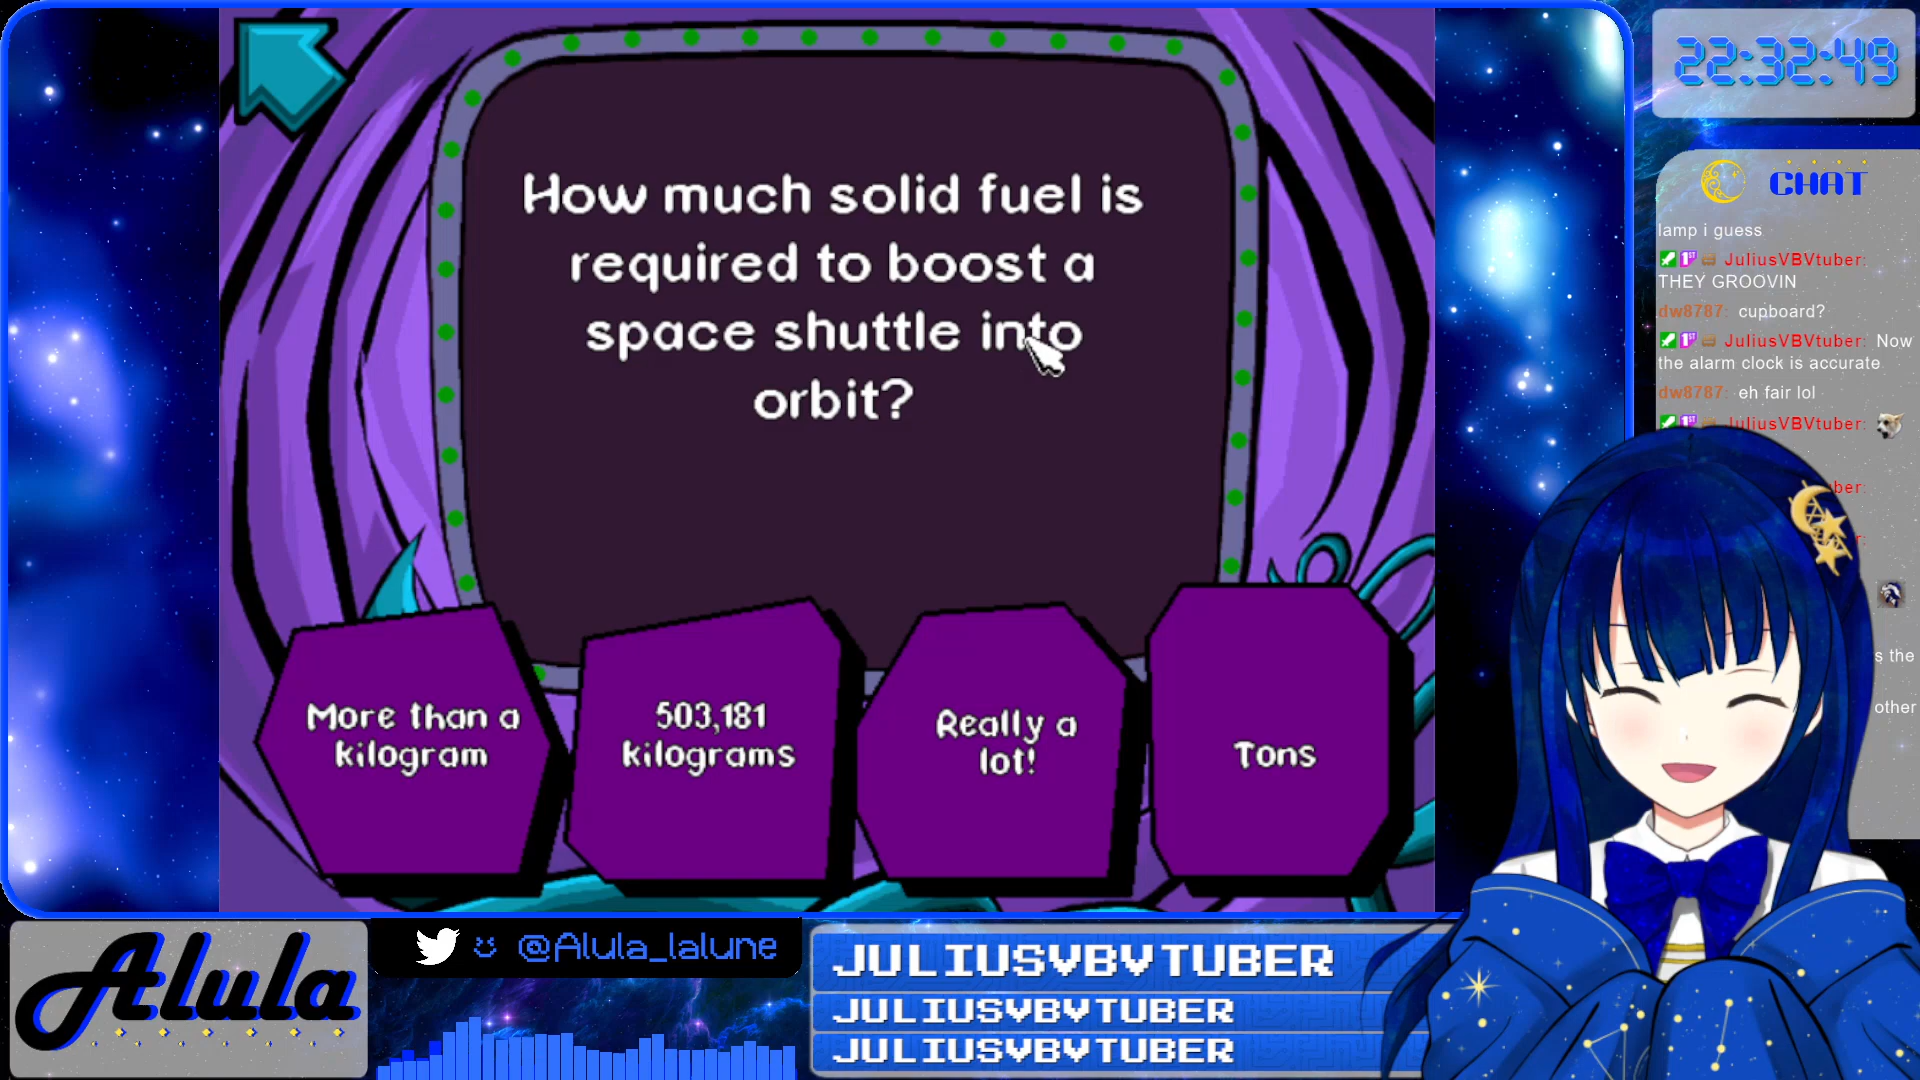 How much solid fuel is
required to boost a
space shuttle into
orbit?
More than a
kilogram
503,181
kilograms
Really a
lot!
Tons
22:32:49
CHAT
lamp i guess
JuliusVBVtuber:
THEY GROOVIN
dw8787: cupboard?
JuliusVBVtuber: Now
the alarm clock is accurate
dw8787: eh fair lol
JuliusVBVtuber:
s the
other
Alula
@Alula_lalune
JULIUSVBVTUBER
JULIUSVBVTUBER
JULIUSVBVTUBER